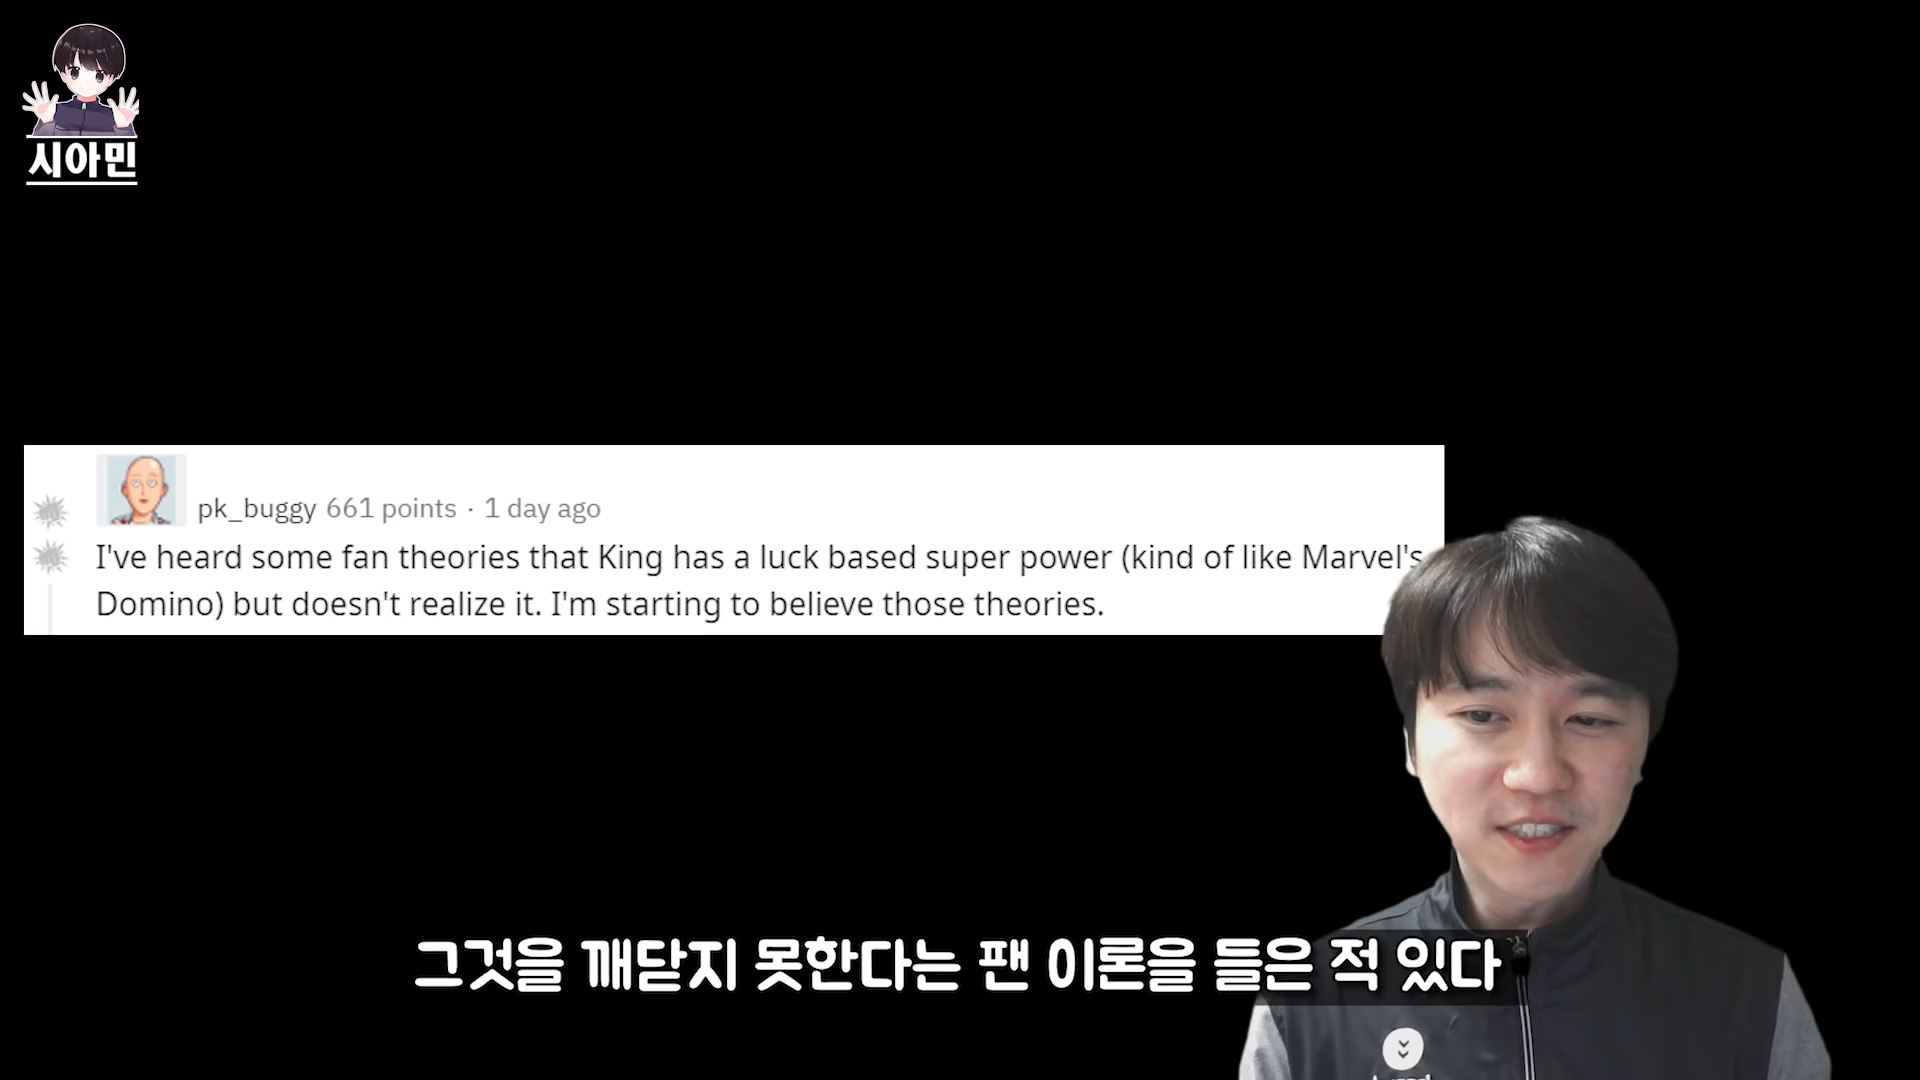 시아민
pk_buggy 661 points · 1 day ago
I've heard some fan theories that King has a luck based super power (kind of like Marvel's
Domino) but doesn't realize it. I'm starting to believe those theories.
그것을 깨닫지 못한다는 팬 이론을 들은 적 있다